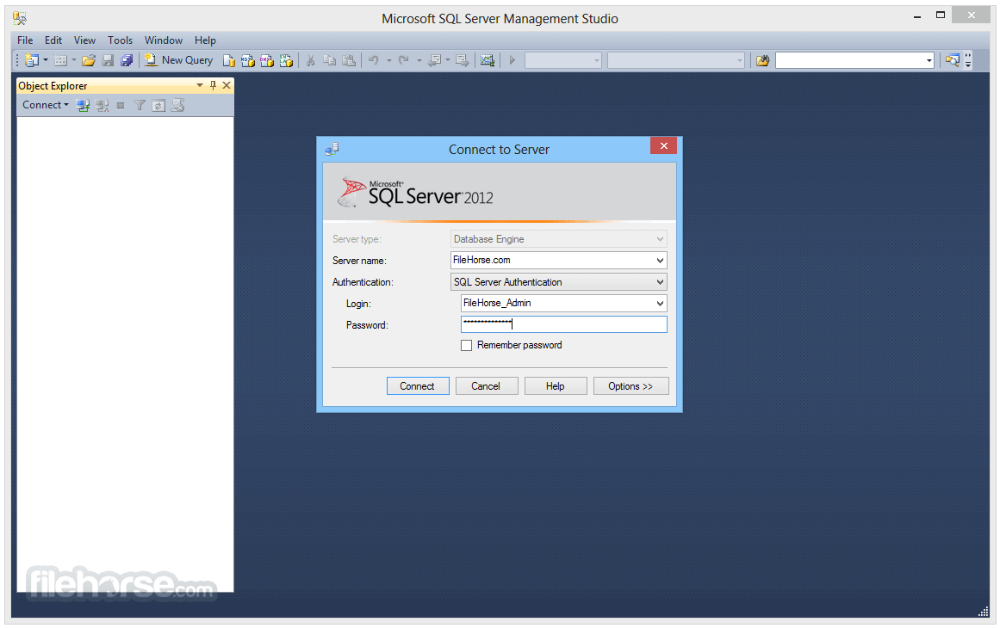 Microsoft SQL Server Management Studio
File Edit View Tools Window Help
New Query
Object Explorer
Connect
Connect to Server
Microsoft®
SQL Server 2012
Server type: Database Engine
Server name: FileHorse.com
Authentication: SQL Server Authentication
Login: FileHorse_Admin
Password: **************
Remember password
Connect Cancel Help Options >>
filehorse.com